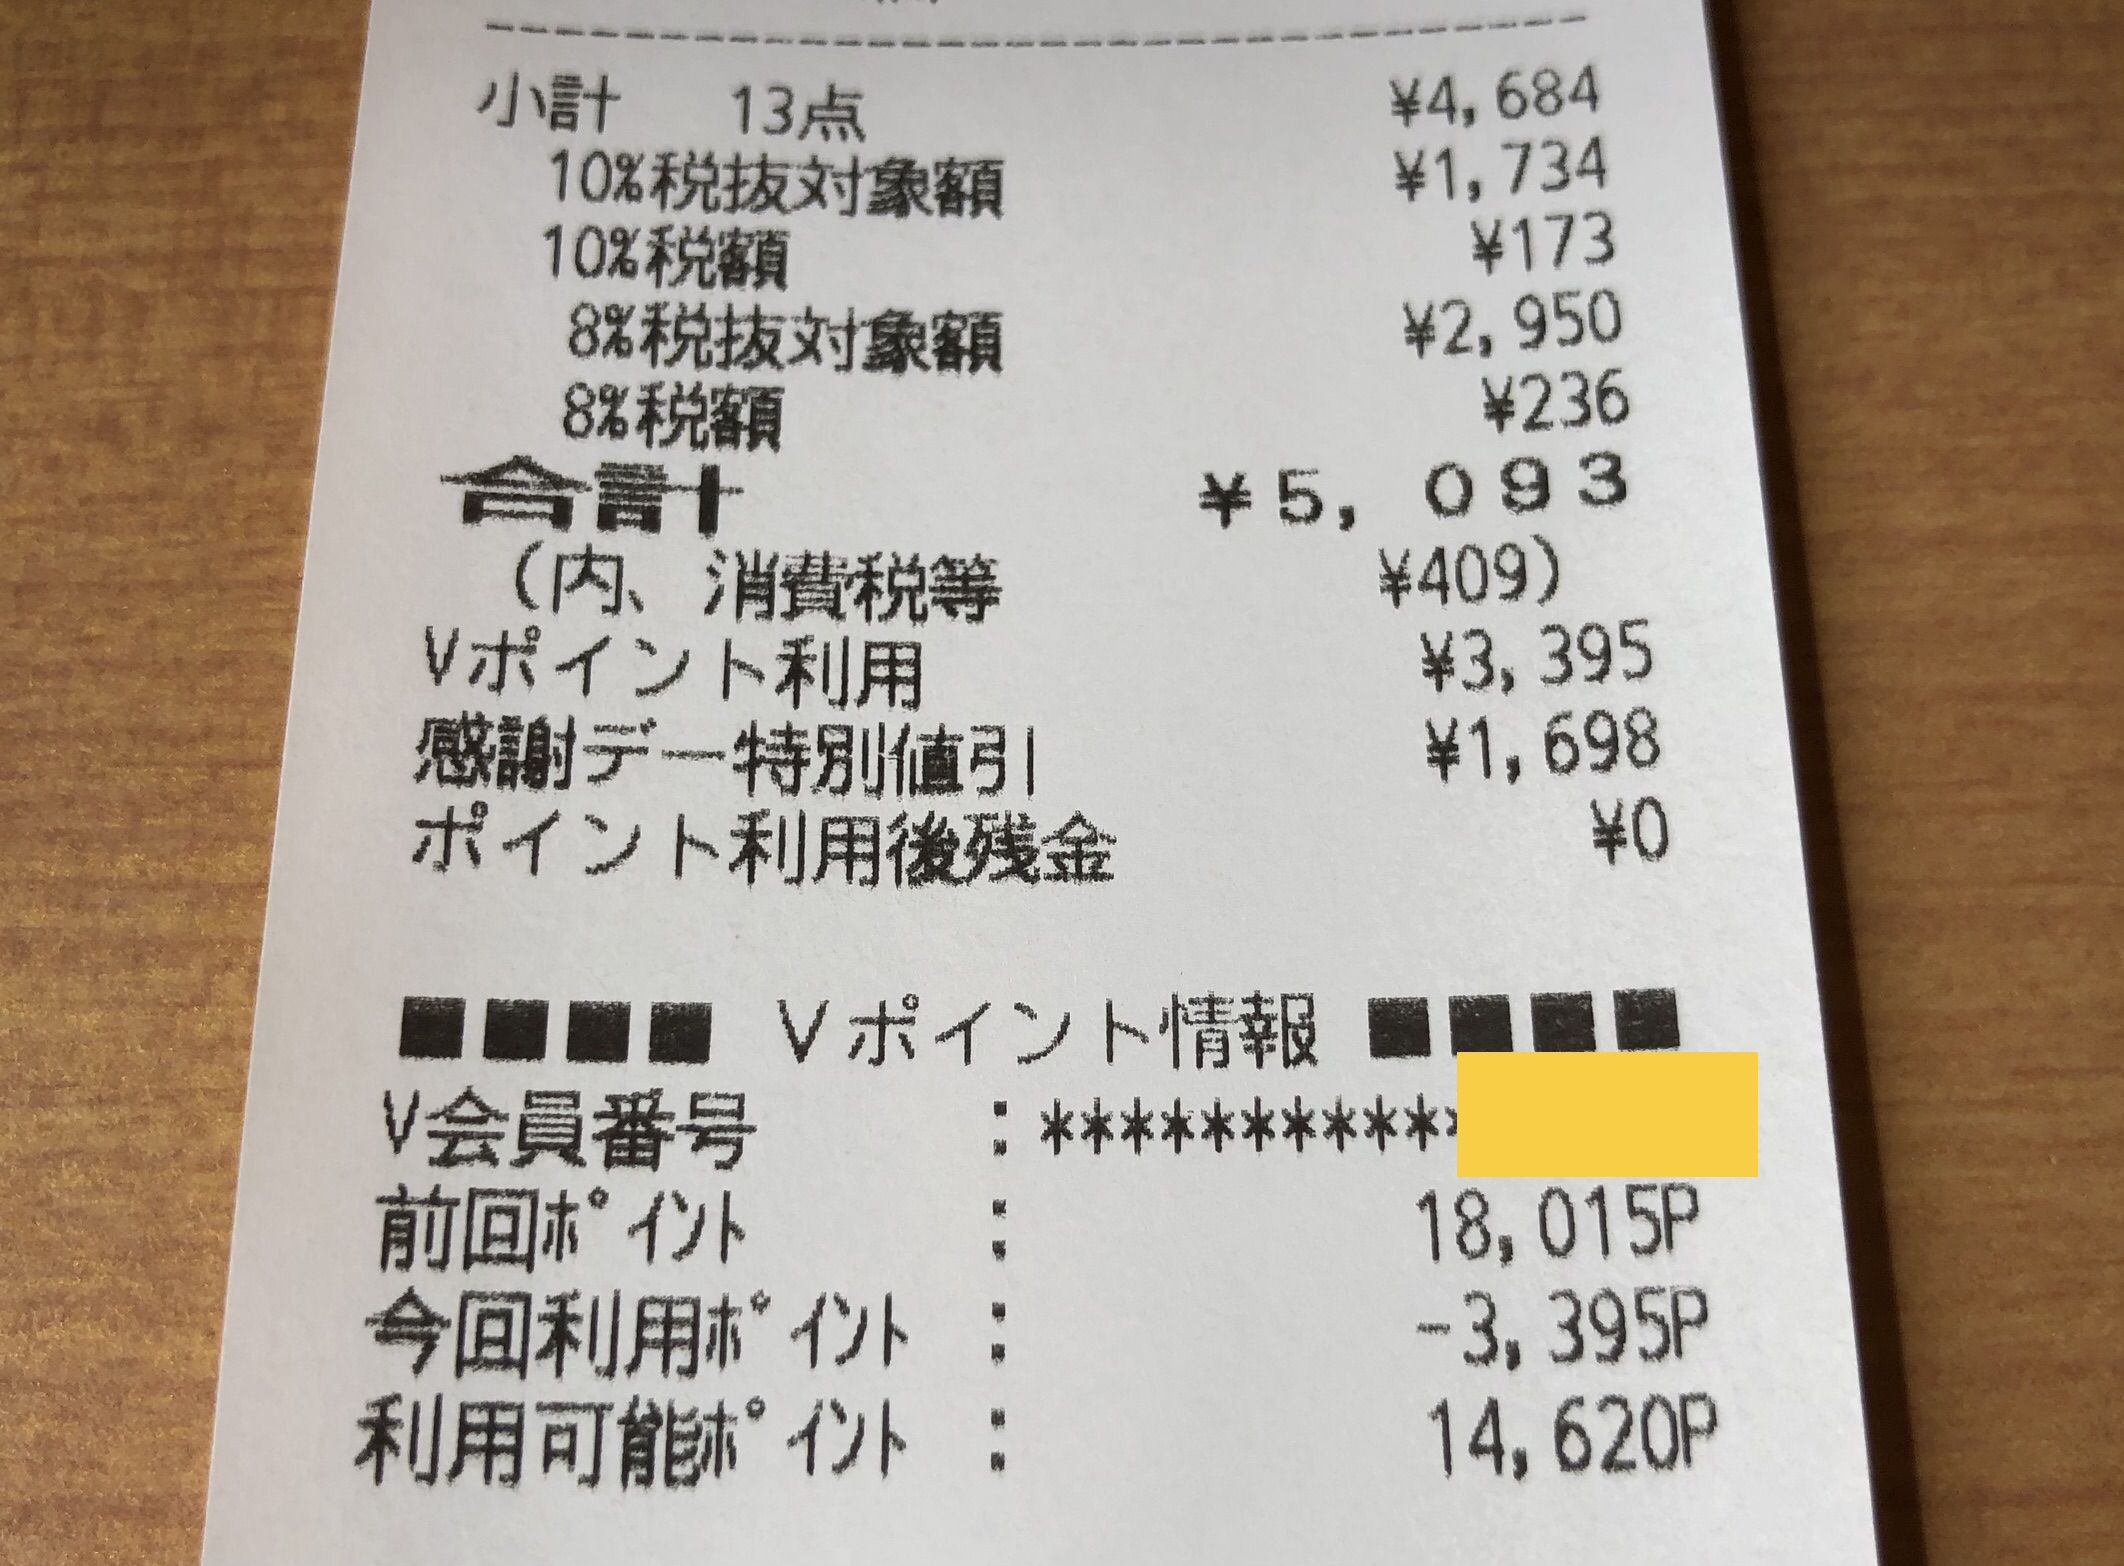 小計 13点 ¥4,684
10%税抜対象額 ¥1,734
10%税額 ¥173
8%税抜対象額 ¥2,950
8%税額 ¥236
合計 ¥5,093
(内、消費税等 ¥409)
Vポイント利用 ¥3,395
感謝デー特別値引 ¥1,698
ポイント利用後残金 ¥0
■■■■ Vポイント情報 ■■■■
V会員番号 : ***********
前回ポイント : 18,015P
今回利用ポイント : -3,395P
利用可能ポイント : 14,620P